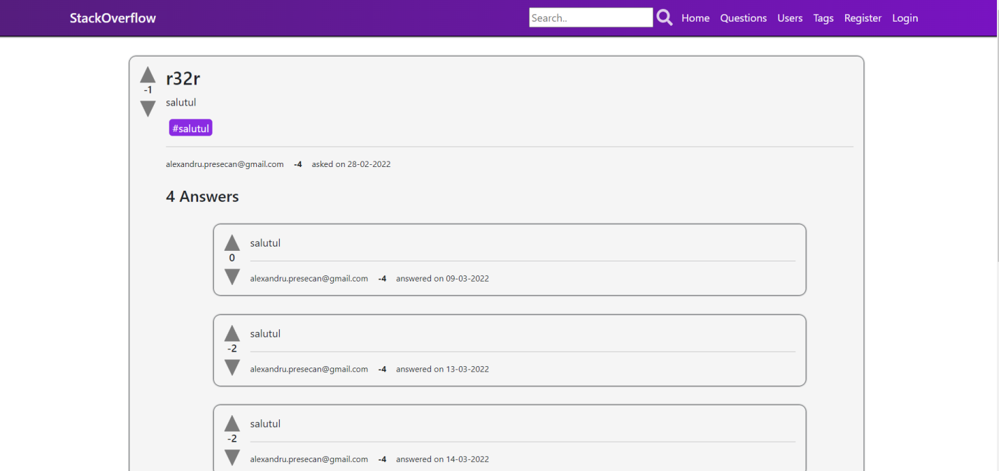 StackOverflow Search.. Home Questions Users Tags Register Login
r32r
-1
salutul
#salutul
alexandru.presecan@gmail.com -4 asked on 28-02-2022
4 Answers
salutul
0
alexandru.presecan@gmail.com -4 answered on 09-03-2022
salutul
-2
alexandru.presecan@gmail.com -4 answered on 13-03-2022
salutul
-2
alexandru.presecan@gmail.com -4 answered on 14-03-2022